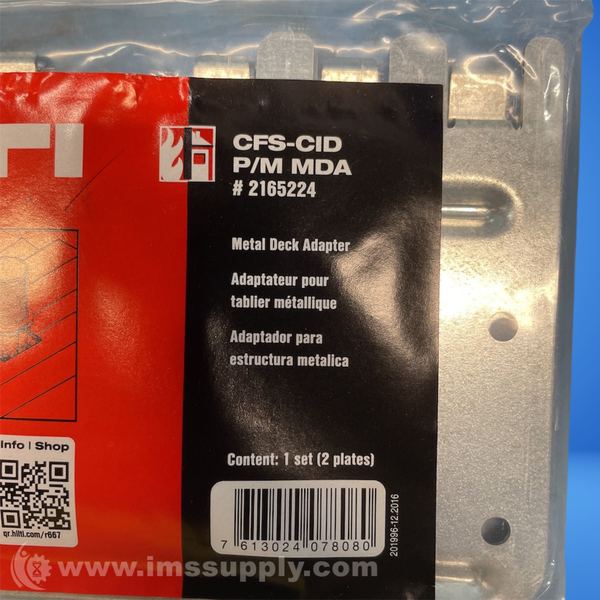 LTI
CFS-CID
P/M MDA
# 2165224
Metal Deck Adapter
Adaptateur pour
tablier métallique
Adaptador para
estructura metalica
Content: 1 set (2 plates)
info | Shop
qr.hilti.com/r667
7 613024 078080
201996-12.2016
www.imssupply.com